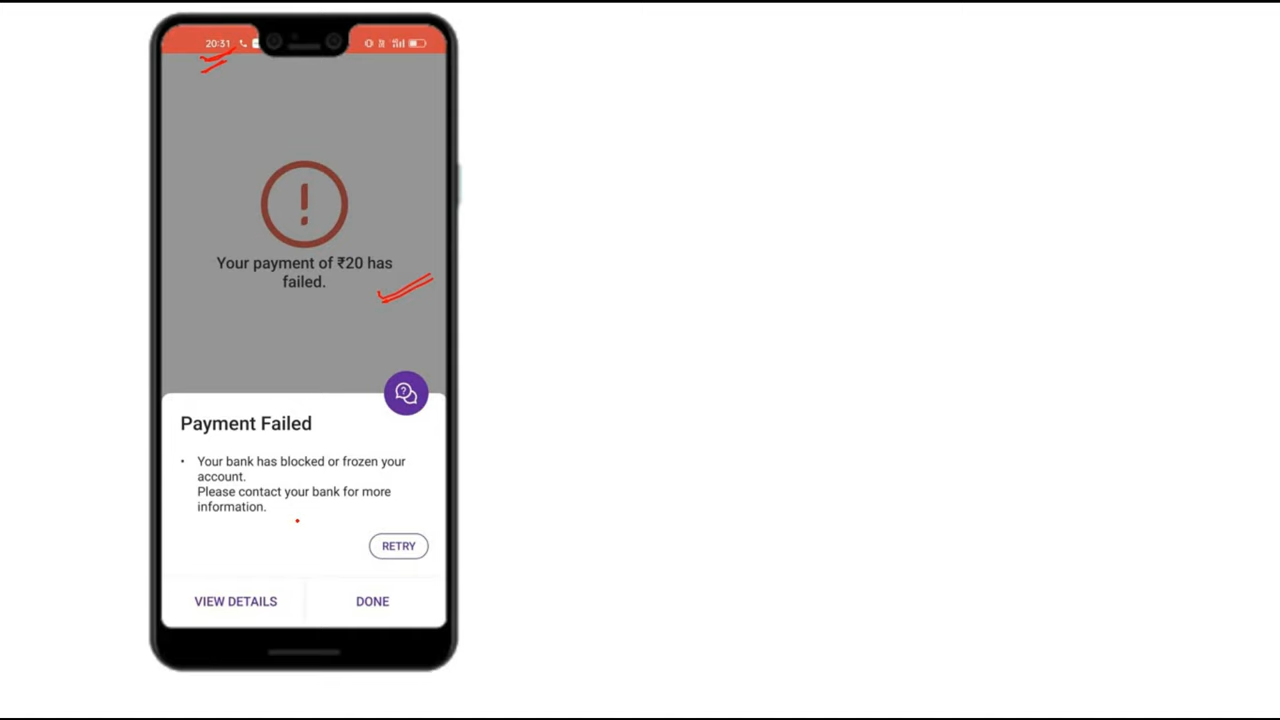 20:31
Your payment of ₹20 has
failed.
Payment Failed
• Your bank has blocked or frozen your
account.
Please contact your bank for more
information.
RETRY
VIEW DETAILS
DONE